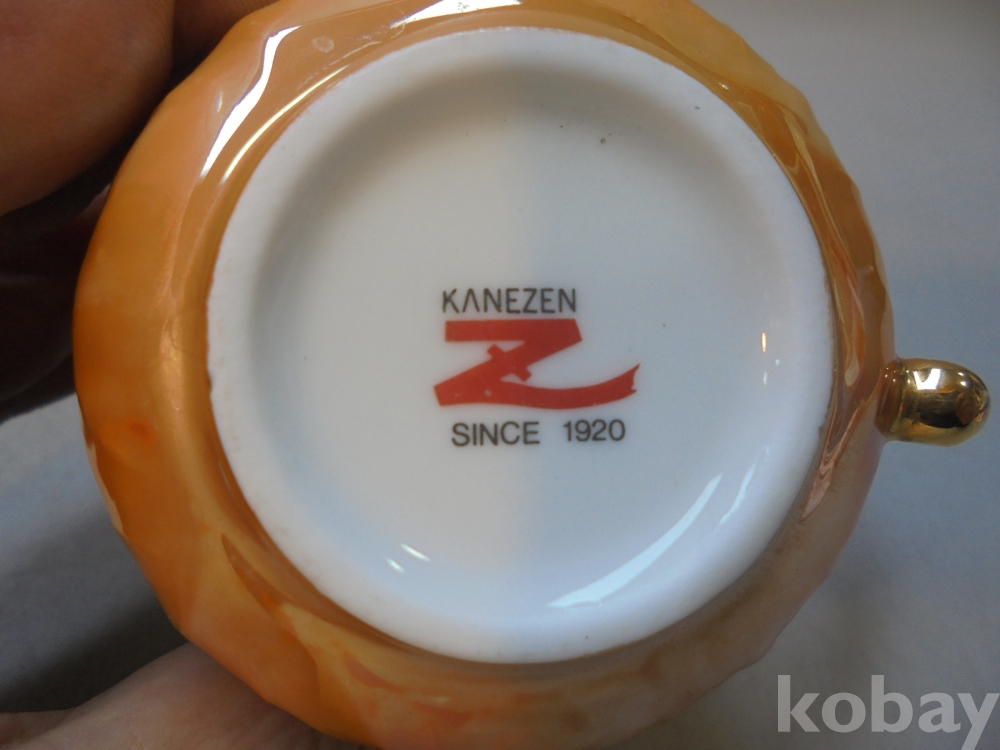 KANEZEN
Z
SINCE 1920
kobay